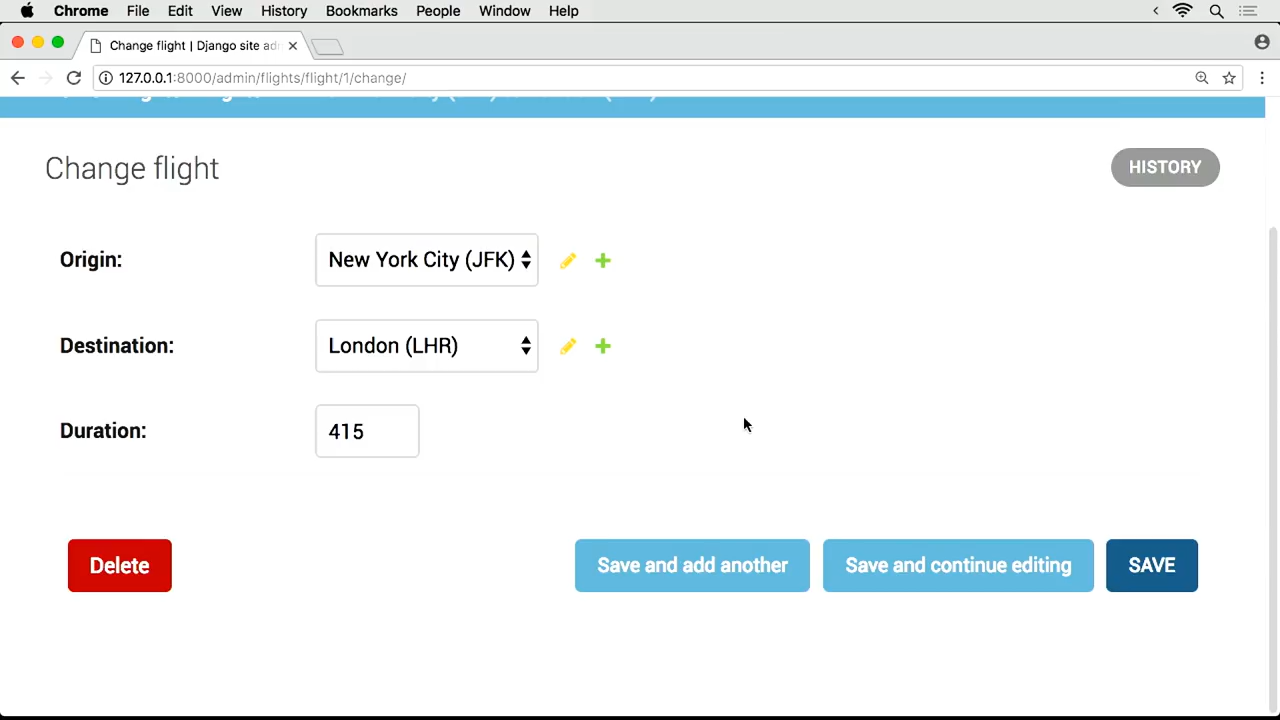 Chrome File Edit View History Bookmarks People Window Help
Change flight | Django site ad
127.0.0.1:8000/admin/flights/flight/1/change/
Change flight
HISTORY
Origin:
New York City (JFK)
Destination:
London (LHR)
Duration:
415
Delete
Save and add another
Save and continue editing
SAVE